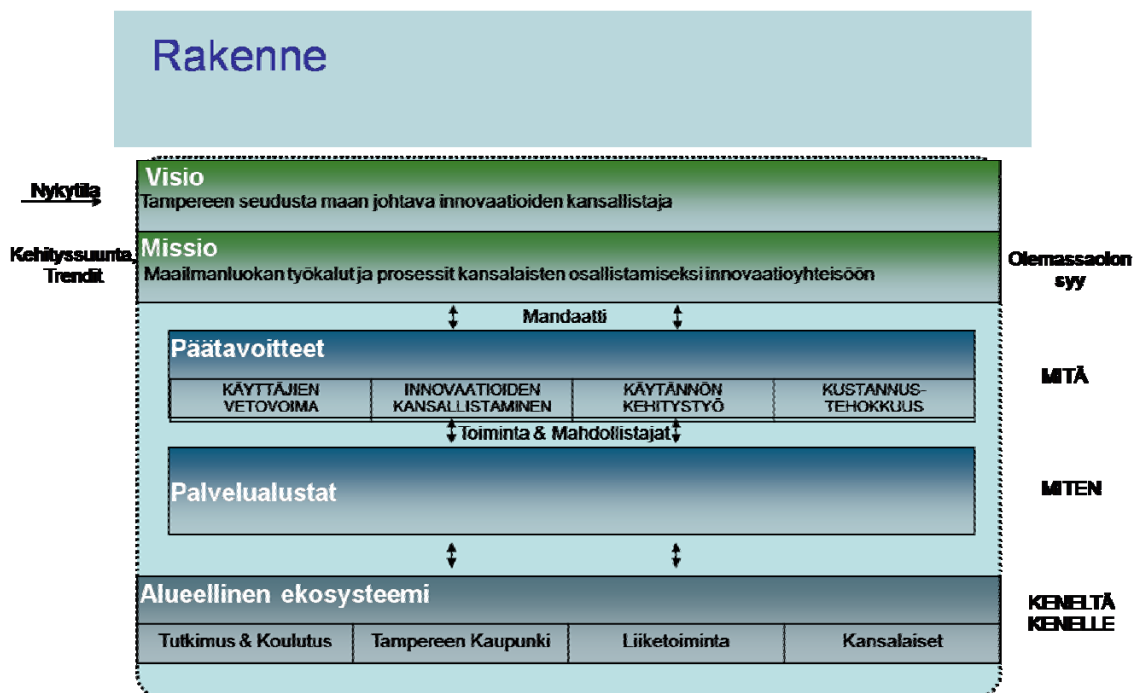 Rakenne
Visio
Nykytila
Tampereen seudusta maan johtava innovaatioiden kansallistaja
Kehityssuunta,
Trendit
Missio
Maailmanluokan työkalut ja prosessit kansalaisten osallistamiseksi innovaatioyhteisöön
Olemassaolon
syy
Mandaatti
Päätavoitteet
MITÄ
KÄYTTÄJIEN
VETOVOIMA
INNOVAATIOIDEN
KANSALLISTAMINEN
KÄYTÄNNÖN
KEHITYSTYÖ
KUSTANNUS-
TEHOKKUUS
Toiminta & Mahdollistajat
Palvelualustat
MITEN
Alueellinen ekosysteemi
KENELTÄ
KENELLE
Tutkimus & Koulutus
Tampereen Kaupunki
Liiketoiminta
Kansalaiset